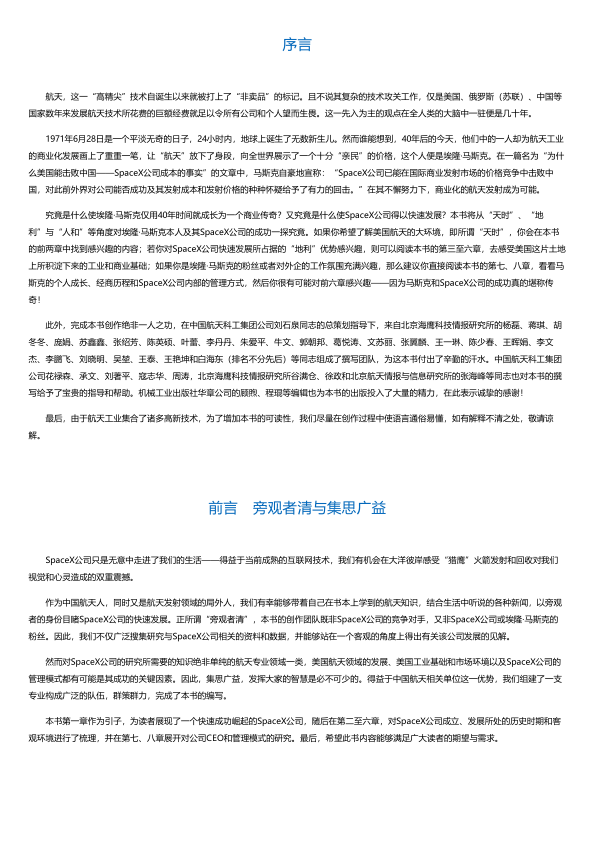 序言
航天，这一“高精尖”技术自诞生以来就被打上了“非卖品”的标记。且不说其复杂的技术攻关工作，仅是美国、俄罗斯（苏联）、中国等
国家数年来发展航天技术所花费的巨额经费就足以令所有公司和个人望而生畏。这一先入为主的观点在全人类的大脑中一驻便是几十年。
1971年6月28日是一个平淡无奇的日子，24小时内，地球上诞生了无数新生儿。然而谁能想到，40年后的今天，他们中的一人却为航天工业
的商业化发展画上了重重一笔，让“航天”放下了身段，向全世界展示了一个十分“亲民”的价格，这个人便是埃隆·马斯克。在一篇名为“为什
么美国能击败中国——SpaceX公司成本的事实”的文章中，马斯克自豪地宣称：“SpaceX公司已能在国际商业发射市场的价格竞争中击败中
国，对此前外界对公司能否成功及其发射成本和发射价格的种种怀疑给予了有力的回击。”在其不懈努力下，商业化的航天发射成为可能。
究竟是什么使埃隆·马斯克仅用40年时间就成长为一个商业传奇？又究竟是什么使SpaceX公司得以快速发展？本书将从“天时”、“地
利”与“人和”等角度对埃隆·马斯克本人及其SpaceX公司的成功一探究竟。如果你希望了解美国航天的大环境，即所谓“天时”，你会在本书
的前两章中找到感兴趣的内容；若你对SpaceX公司快速发展所占据的“地利”优势感兴趣，则可以阅读本书的第三至六章，去感受美国这片土地
上所积淀下来的工业和商业基础；如果你是埃隆·马斯克的粉丝或者对外企的工作氛围充满兴趣，那么建议你直接阅读本书的第七、八章，看看马
斯克的个人成长、经商历程和SpaceX公司内部的管理方式，然后你很有可能对前六章感兴趣——因为马斯克和SpaceX公司的成功真的堪称传
奇！
此外，完成本书创作绝非一人之功，在中国航天科工集团公司刘石泉同志的总策划指导下，来自北京海鹰科技情报研究所的杨磊、蒋琪、胡
冬冬、庞娟、苏鑫鑫、张绍芳、陈英硕、叶蕾、李丹丹、朱爱平、牛文、郭朝邦、葛悦涛、文苏丽、张翼麟、王一琳、陈少春、王晖娟、李文
杰、李鹏飞、刘晓明、吴堃、王泰、王艳坤和白海东（排名不分先后）等同志组成了撰写团队，为这本书付出了辛勤的汗水。中国航天科工集团
公司花禄森、承文、刘著平、寇志华、周涛，北京海鹰科技情报研究所谷满仓、徐政和北京航天情报与信息研究所的张海峰等同志也对本书的撰
写给予了宝贵的指导和帮助。机械工业出版社华章公司的顾煦、程琨等编辑也为本书的出版投入了大量的精力，在此表示诚挚的感谢！
最后，由于航天工业集合了诸多高新技术，为了增加本书的可读性，我们尽量在创作过程中使语言通俗易懂，如有解释不清之处，敬请谅
解。
前言　旁观者清与集思广益
SpaceX公司只是无意中走进了我们的生活——得益于当前成熟的互联网技术，我们有机会在大洋彼岸感受“猎鹰”火箭发射和回收对我们
视觉和心灵造成的双重震撼。
作为中国航天人，同时又是航天发射领域的局外人，我们有幸能够带着自己在书本上学到的航天知识，结合生活中听说的各种新闻，以旁观
者的身份目睹SpaceX公司的快速发展。正所谓“旁观者清”，本书的创作团队既非SpaceX公司的竞争对手，又非SpaceX公司或埃隆·马斯克的
粉丝。因此，我们不仅广泛搜集研究与SpaceX公司相关的资料和数据，并能够站在一个客观的角度上得出有关该公司发展的见解。
然而对SpaceX公司的研究所需要的知识绝非单纯的航天专业领域一类，美国航天领域的发展、美国工业基础和市场环境以及SpaceX公司的
管理模式都有可能是其成功的关键因素。因此，集思广益，发挥大家的智慧是必不可少的。得益于中国航天相关单位这一优势，我们组建了一支
专业构成广泛的队伍，群策群力，完成了本书的编写。
本书第一章作为引子，为读者展现了一个快速成功崛起的SpaceX公司，随后在第二至六章，对SpaceX公司成立、发展所处的历史时期和客
观环境进行了梳理，并在第七、八章展开对公司CEO和管理模式的研究。最后，希望此书内容能够满足广大读者的期望与需求。